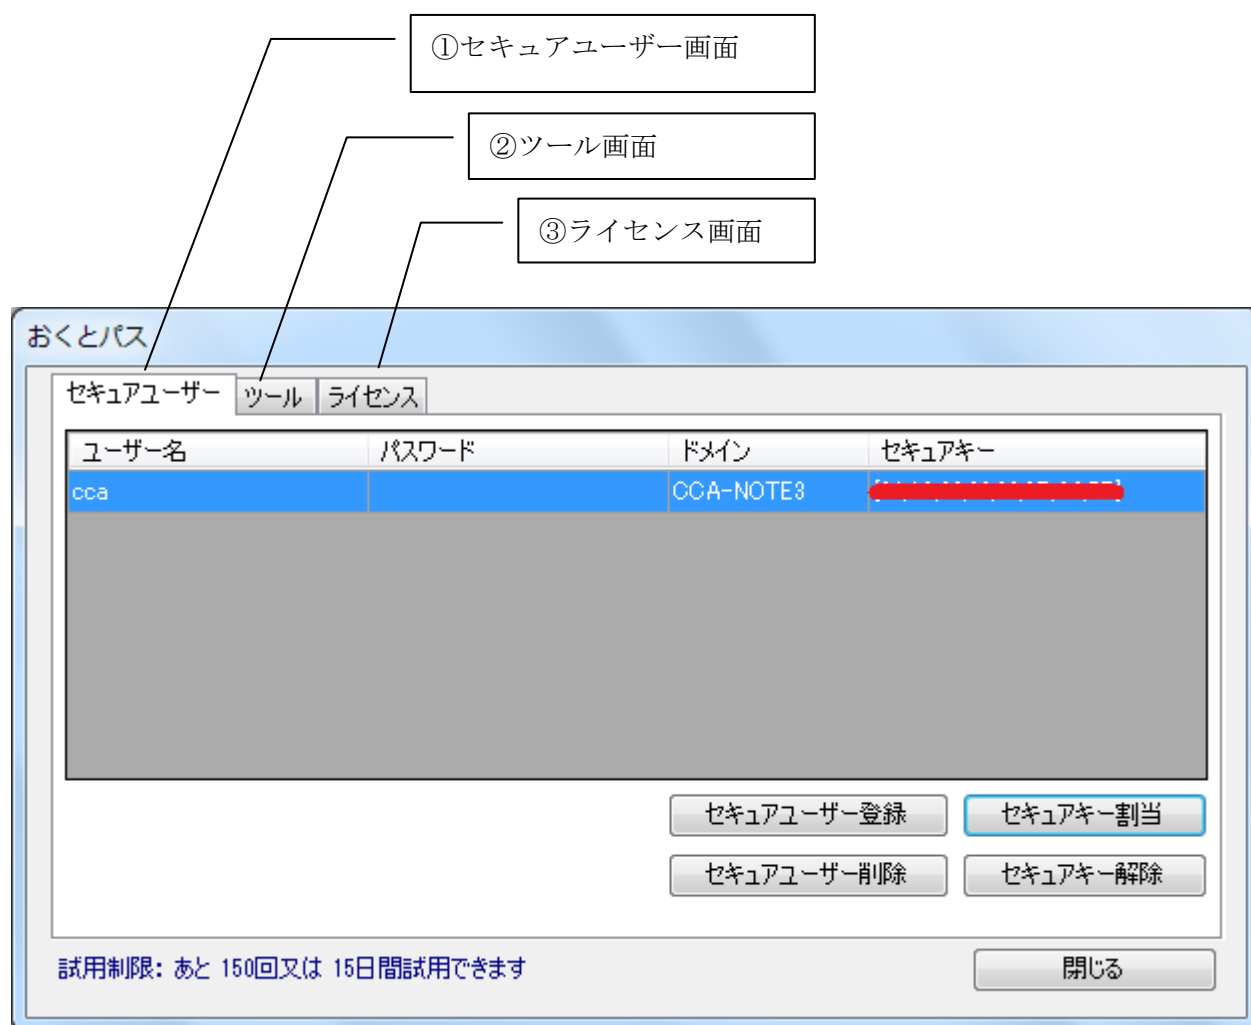 ①セキュアユーザー画面
②ツール画面
③ライセンス画面
おくとパス
セキュアユーザー ツール ライセンス
ユーザー名 パスワード ドメイン セキュアキー
cca CCA-NOTE3
セキュアユーザー登録 セキュアキー割当
セキュアユーザー削除 セキュアキー解除
試用制限: あと 150回又は 15日間試用できます 閉じる